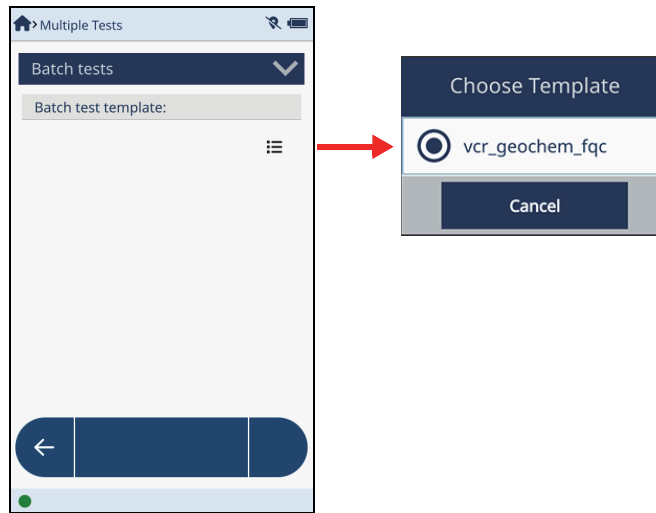 Multiple Tests
Batch tests
Batch test template:
Choose Template
vcr_geochem_fqc
Cancel